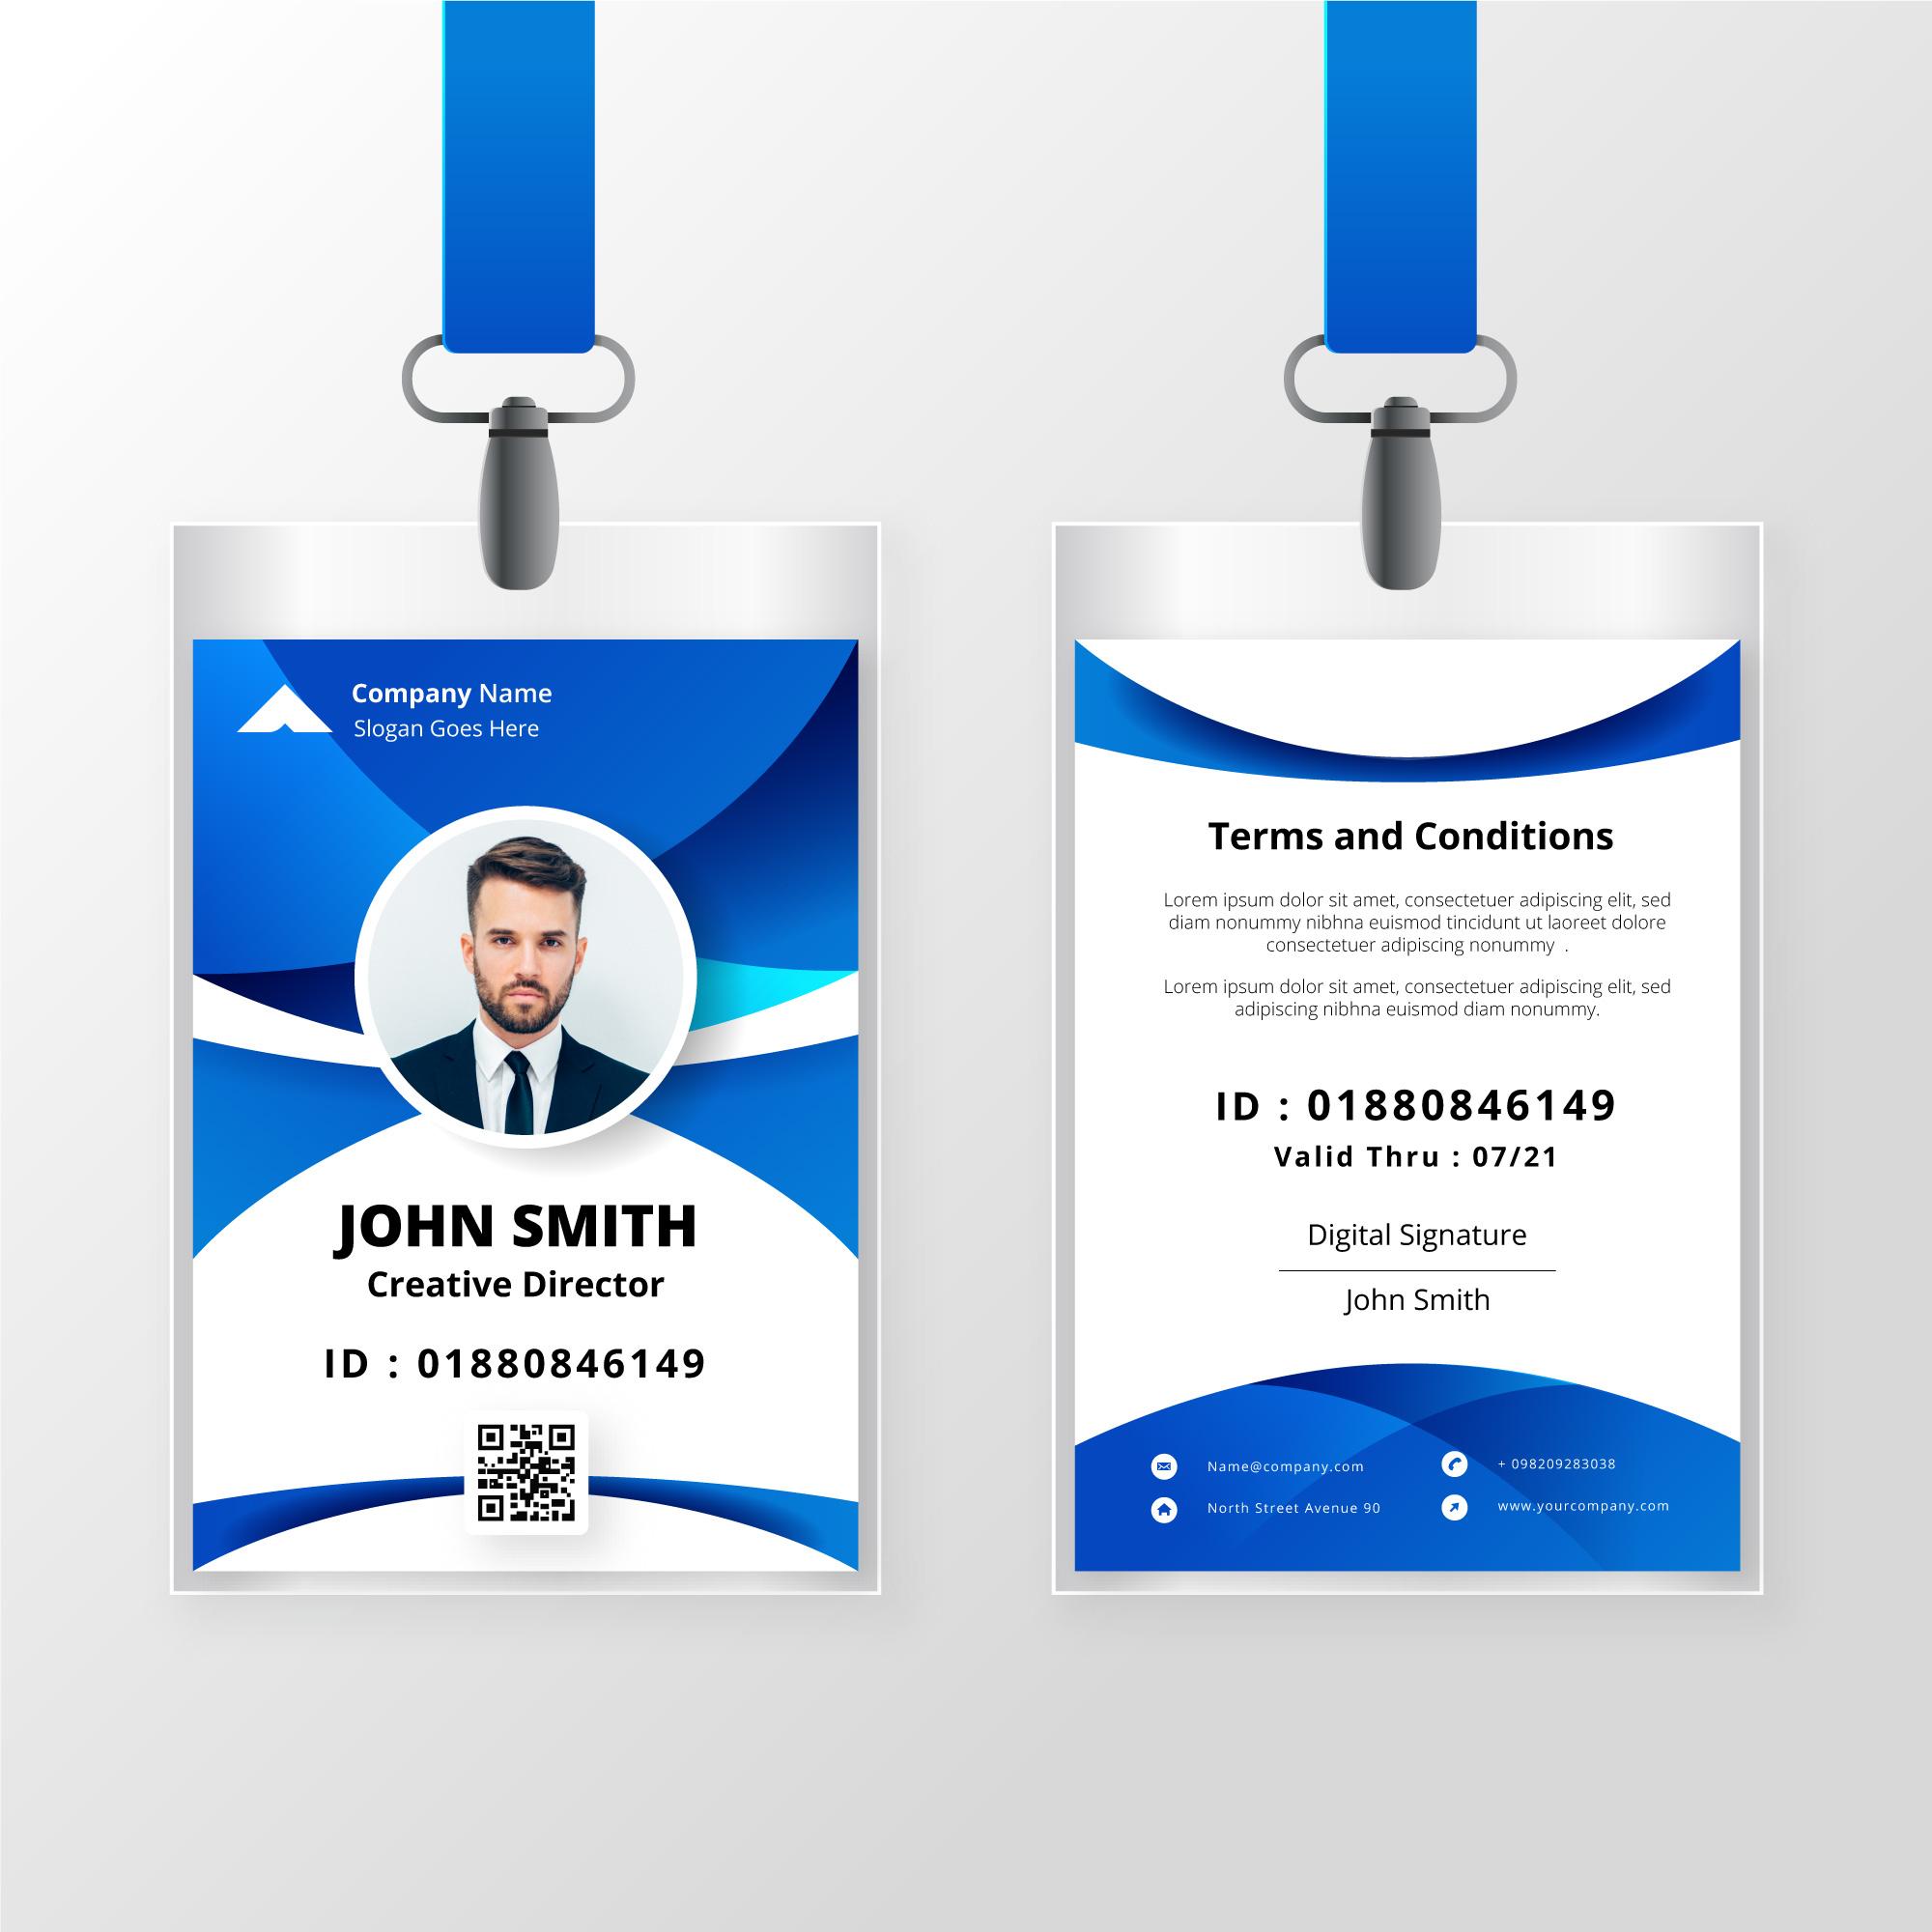 Company Name
Slogan Goes Here
JOHN SMITH
Creative Director
ID : 01880846149
Terms and Conditions
Lorem ipsum dolor sit amet, consectetuer adipiscing elit, sed
diam nonummy nibhna euismod tincidunt ut laoreet dolore
consectetuer adipiscing nonummy .
Lorem ipsum dolor sit amet, consectetuer adipiscing elit, sed
adipiscing nibhna euismod diam nonummy.
ID : 01880846149
Valid Thru : 07/21
Digital Signature
John Smith
Name@company.com
+ 098209283038
North Street Avenue 90
www.yourcompany.com